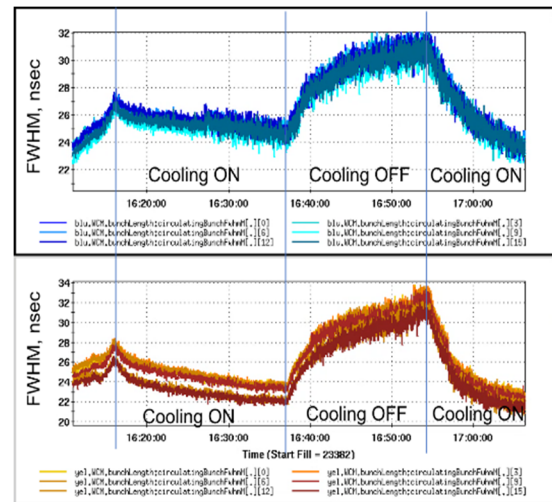 FWHM, nsec
32
30
28
26
24
22
Cooling ON
Cooling OFF
Cooling ON
16:20:00 16:30:00 16:40:00 16:50:00 17:00:00
blu.WCM.bunchLength:circulatingBunchFwhmM[.][0] blu.WCM.bunchLength:circulatingBunchFwhmM[.][3]
blu.WCM.bunchLength:circulatingBunchFwhmM[.][6] blu.WCM.bunchLength:circulatingBunchFwhmM[.][9]
blu.WCM.bunchLength:circulatingBunchFwhmM[.][12] blu.WCM.bunchLength:circulatingBunchFwhmM[.][15]
FWHM, nsec
34
32
30
28
26
24
22
20
Cooling ON
Cooling OFF
Cooling ON
16:20:00 16:30:00 16:40:00 16:50:00 17:00:00
Time (Start Fill = 23382)
yel.WCM.bunchLength:circulatingBunchFwhmM[.][0] yel.WCM.bunchLength:circulatingBunchFwhmM[.][3]
yel.WCM.bunchLength:circulatingBunchFwhmM[.][6] yel.WCM.bunchLength:circulatingBunchFwhmM[.][9]
yel.WCM.bunchLength:circulatingBunchFwhmM[.][12] yel.WCM.bunchLength:circulatingBunchFwhmM[.][15]